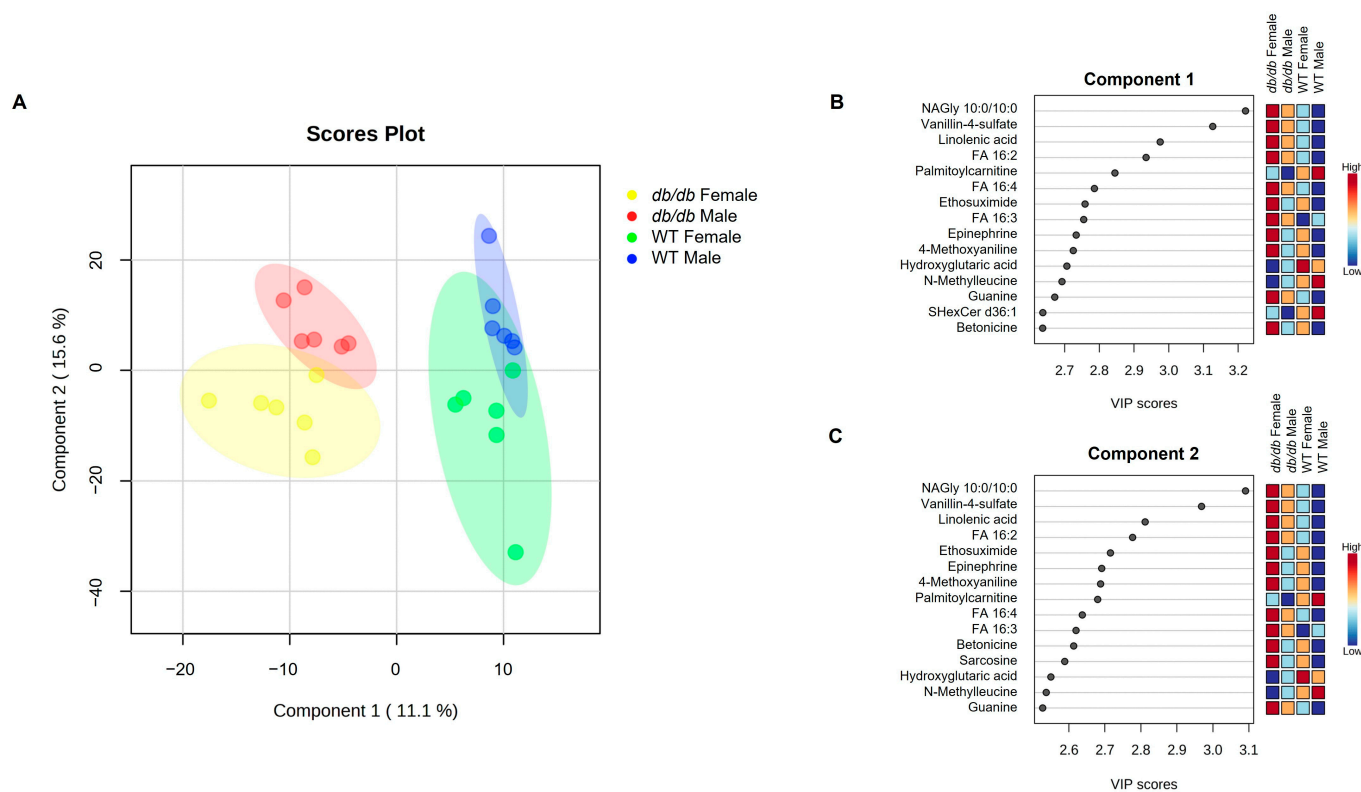 A
Scores Plot
Component 2 ( 15.6 %)
20
0
−20
−40
−20
−10
0
10
Component 1 ( 11.1 %)
db/db Female
db/db Male
WT Female
WT Male
B
Component 1
db/db Female
db/db Male
WT Female
WT Male
NAGly 10:0/10:0
Vanillin-4-sulfate
Linolenic acid
FA 16:2
Palmitoylcarnitine
FA 16:4
Ethosuximide
FA 16:3
Epinephrine
4-Methoxyaniline
Hydroxyglutaric acid
N-Methylleucine
Guanine
SHexCer d36:1
Betonicine
2.7
2.8
2.9
3.0
3.1
3.2
VIP scores
High
Low
C
Component 2
db/db Female
db/db Male
WT Female
WT Male
NAGly 10:0/10:0
Vanillin-4-sulfate
Linolenic acid
FA 16:2
Ethosuximide
Epinephrine
4-Methoxyaniline
Palmitoylcarnitine
FA 16:4
FA 16:3
Betonicine
Sarcosine
Hydroxyglutaric acid
N-Methylleucine
Guanine
2.6
2.7
2.8
2.9
3.0
3.1
VIP scores
High
Low